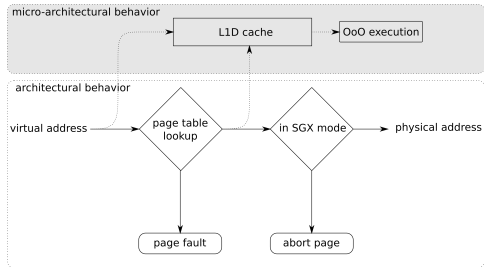 micro-architectural behavior
L1D cache
OoO execution
architectural behavior
virtual address
page table
lookup
in SGX mode
physical address
page fault
abort page